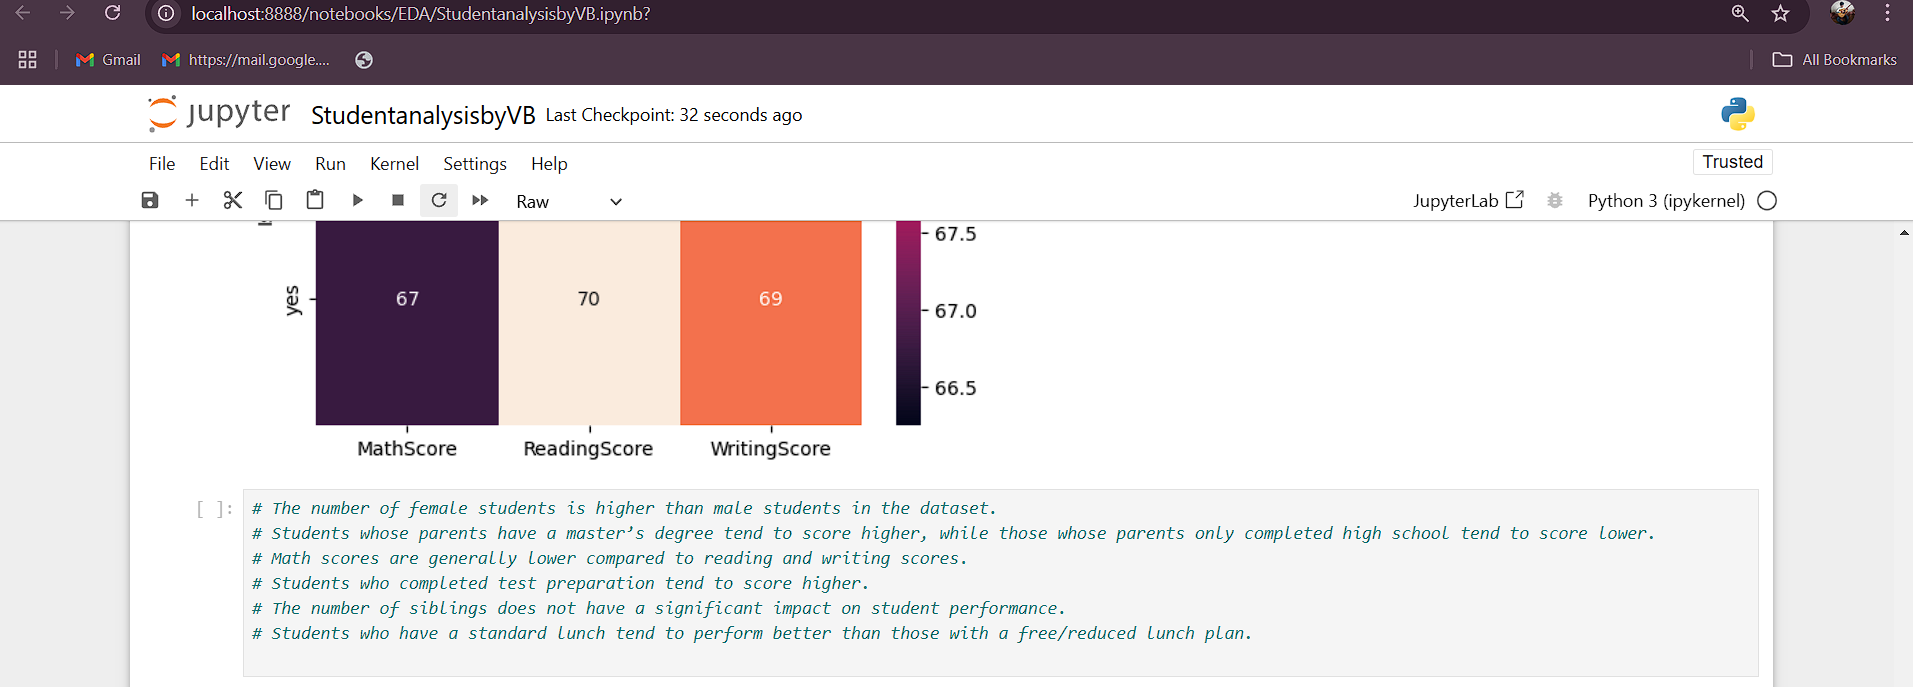 localhost:8888/notebooks/EDA/StudentanalysisbyVB.ipynb?
Gmail https://mail.google.... All Bookmarks
jupyter StudentanalysisbyVB Last Checkpoint: 32 seconds ago
File Edit View Run Kernel Settings Help Trusted
Raw JupyterLab Python 3 (ipykernel)
67.5
yes 67 70 69
67.0
66.5
MathScore ReadingScore WritingScore
[ ]: # The number of female students is higher than male students in the dataset.
# Students whose parents have a master’s degree tend to score higher, while those whose parents only completed high school tend to score lower.
# Math scores are generally lower compared to reading and writing scores.
# Students who completed test preparation tend to score higher.
# The number of siblings does not have a significant impact on student performance.
# Students who have a standard lunch tend to perform better than those with a free/reduced lunch plan.